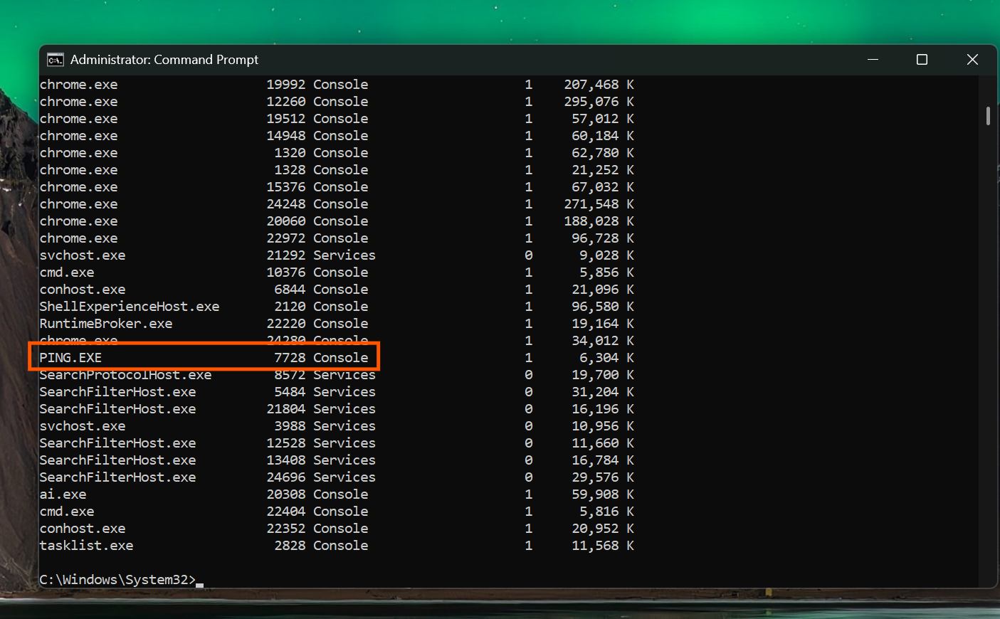 Administrator: Command Prompt
chrome.exe 19992 Console 1 207,468 K
chrome.exe 12260 Console 1 295,076 K
chrome.exe 19512 Console 1 57,012 K
chrome.exe 14948 Console 1 60,184 K
chrome.exe 1320 Console 1 62,780 K
chrome.exe 1328 Console 1 21,252 K
chrome.exe 15376 Console 1 67,032 K
chrome.exe 24248 Console 1 271,548 K
chrome.exe 20060 Console 1 188,028 K
chrome.exe 22972 Console 1 96,728 K
svchost.exe 21292 Services 0 9,028 K
cmd.exe 10376 Console 1 5,856 K
conhost.exe 6844 Console 1 21,096 K
ShellExperienceHost.exe 2120 Console 1 96,580 K
RuntimeBroker.exe 22220 Console 1 19,164 K
chrome.exe 24280 Console 1 34,012 K
PING.EXE 7728 Console 1 6,304 K
SearchProtocolHost.exe 8572 Services 0 19,700 K
SearchFilterHost.exe 5484 Services 0 31,204 K
SearchFilterHost.exe 21804 Services 0 16,196 K
svchost.exe 3988 Services 0 10,956 K
SearchFilterHost.exe 12528 Services 0 11,660 K
SearchFilterHost.exe 13408 Services 0 16,784 K
SearchFilterHost.exe 24696 Services 0 29,576 K
ai.exe 20308 Console 1 59,908 K
cmd.exe 22404 Console 1 5,816 K
conhost.exe 22352 Console 1 20,952 K
tasklist.exe 2828 Console 1 11,568 K
C:\Windows\System32>